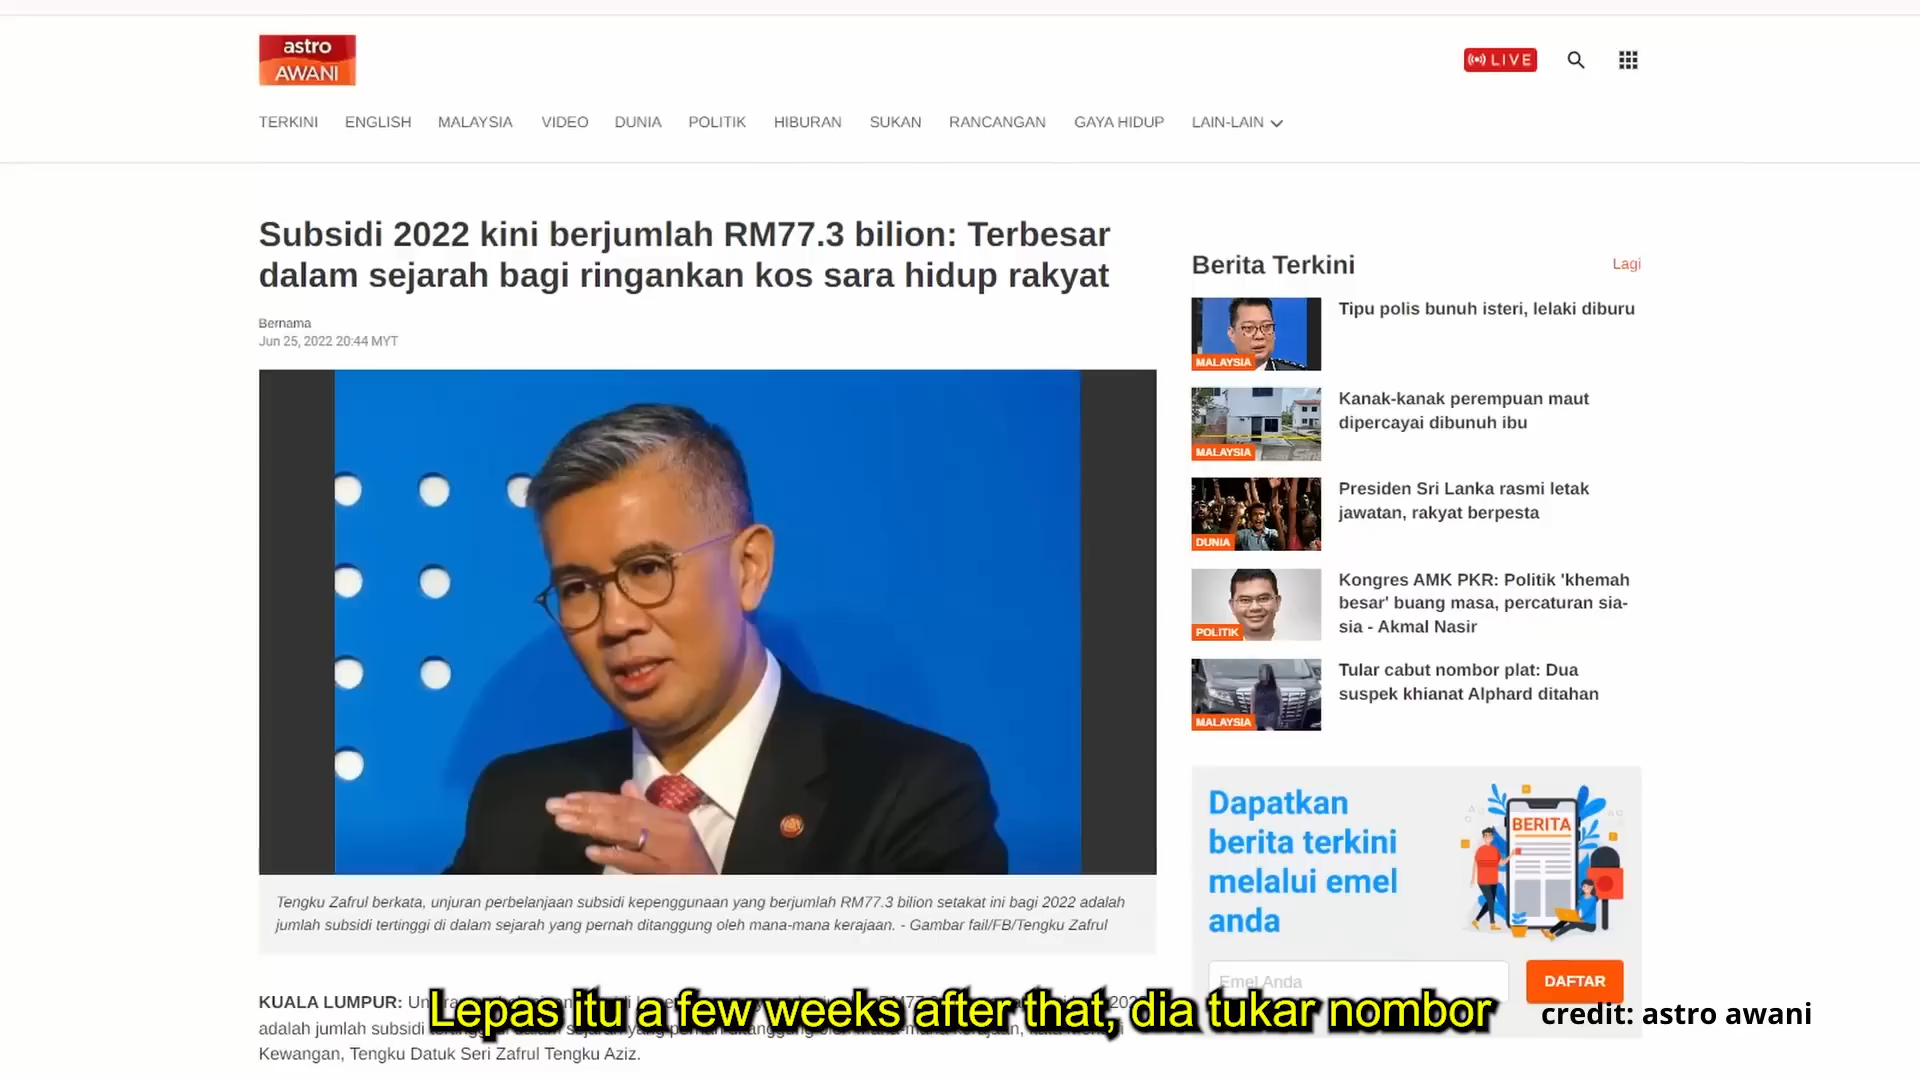 astro
AWANI
LIVE
TERKINI ENGLISH MALAYSIA VIDEO DUNIA POLITIK HIBURAN SUKAN RANCANGAN GAYA HIDUP LAIN-LAIN
Subsidi 2022 kini berjumlah RM77.3 bilion: Terbesar
dalam sejarah bagi ringankan kos sara hidup rakyat
Bernama
Jun 25, 2022 20:44 MYT
Tengku Zafrul berkata, unjuran perbelanjaan subsidi kepenggunaan yang berjumlah RM77.3 bilion setakat ini bagi 2022 adalah
jumlah subsidi tertinggi di dalam sejarah yang pernah ditanggung oleh mana-mana kerajaan. - Gambar fail/FB/Tengku Zafrul
KUALA LUMPUR:
adalah jumlah subsidi
Kewangan, Tengku Datuk Seri Zafrul Tengku Aziz.
Berita Terkini Lagi
MALAYSIA
Tipu polis bunuh isteri, lelaki diburu
MALAYSIA
Kanak-kanak perempuan maut
dipercayai dibunuh ibu
DUNIA
Presiden Sri Lanka rasmi letak
jawatan, rakyat berpesta
POLITIK
Kongres AMK PKR: Politik 'khemah
besar' buang masa, percaturan sia-
sia - Akmal Nasir
MALAYSIA
Tular cabut nombor plat: Dua
suspek khianat Alphard ditahan
Dapatkan
berita terkini
melalui emel
anda
BERITA
Emel Anda
DAFTAR
Lepas itu a few weeks after that, dia tukar nombor
credit: astro awani